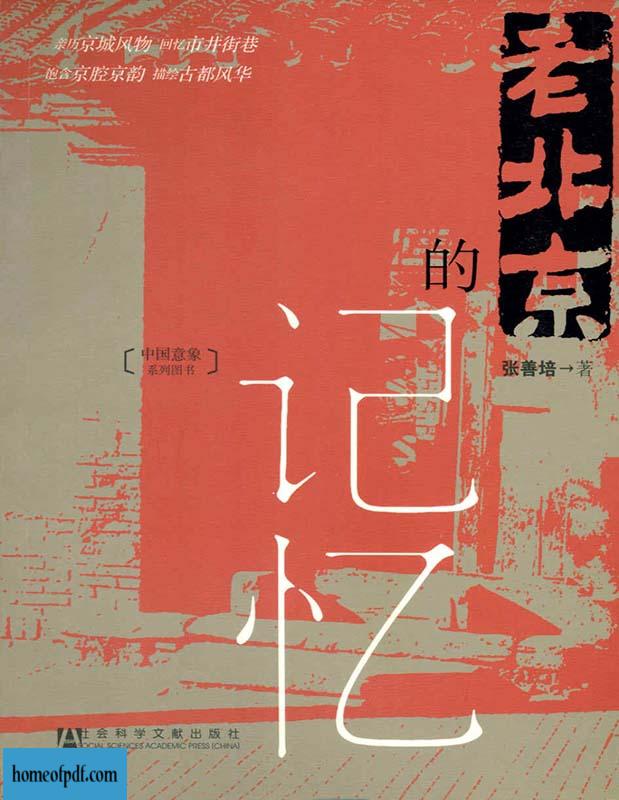 亲历京城风物 回忆市井街巷
饱含京腔京韵 描绘古都风华
老北京
的
记忆
张善培→著
〔中国意象
系列图书〕
社会科学文献出版社
SOCIAL SCIENCES ACADEMIC PRESS (CHINA)
homeofpdf.com